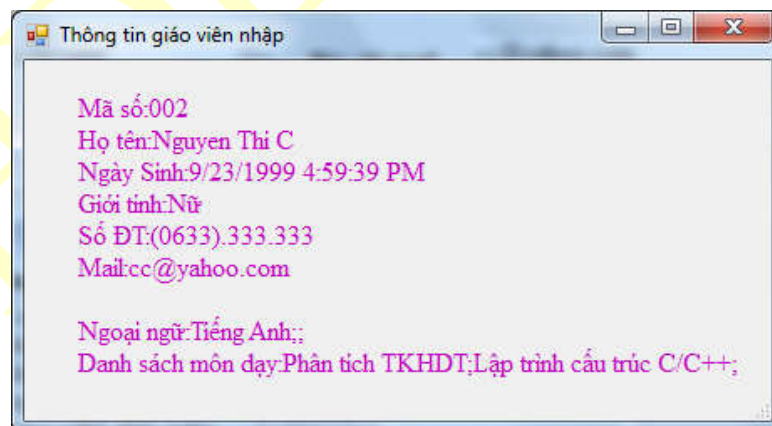 Thông tin giáo viên nhập
Mã số:002
Họ tên:Nguyen Thi C
Ngày Sinh:9/23/1999 4:59:39 PM
Giới tính:Nữ
Số ĐT:(0633).333.333
Mail:cc@yahoo.com
Ngoại ngữ:Tiếng Anh;;
Danh sách môn dạy:Phân tích TKHDT;Lập trình cấu trúc C/C++;